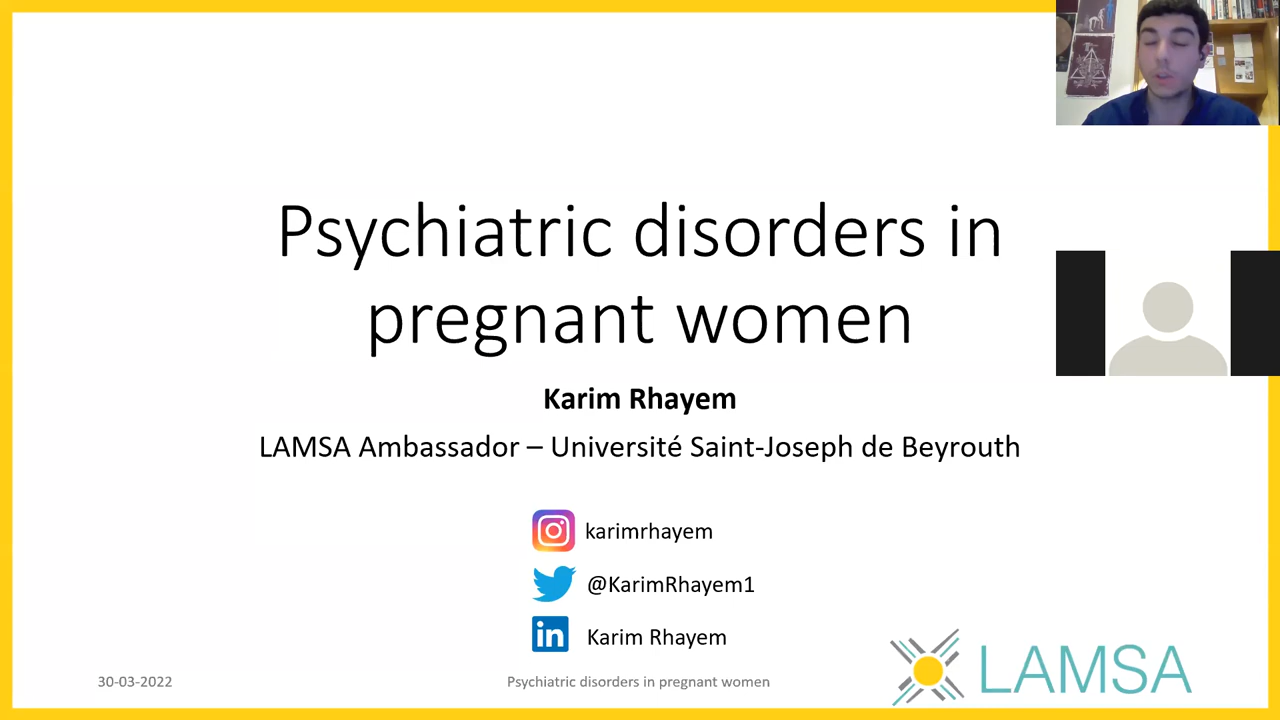 Psychiatric disorders in
pregnant women
Karim Rhayem
LAMSA Ambassador – Université Saint-Joseph de Beyrouth
karimrhayem
@KarimRhayem1
in Karim Rhayem
30-03-2022
Psychiatric disorders in pregnant women
LAMSA